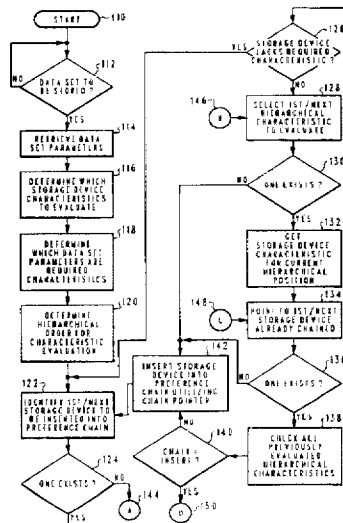 START
110
112
DATA SET
TO BE
STORED ?
NO
YES
114
RETRIEVE DATA
SET PARAMETERS
116
DETERMINE WHICH
STORAGE DEVICE
CHARACTERISTICS
TO EVALUATE
118
DETERMINE
WHICH DATA SET
PARAMETERS ARE
REQUIRED
CHARACTERISTICS
120
DETERMINE
HIERARCHICAL
ORDER FOR
CHARACTERISTIC
EVALUATION
122
IDENTIFY 1ST/NEXT
STORAGE DEVICE TO
BE INSERTED INTO
PREFERENCE CHAIN
124
ONE EXISTS ?
NO
YES
A
144
126
STORAGE DEVICE
LACKS REQUIRED
CHARACTERISTIC ?
YES
NO
128
146
B
SELECT 1ST/NEXT
HIERARCHICAL
CHARACTERISTIC
TO EVALUATE
130
ONE EXISTS ?
NO
YES
132
GET
STORAGE DEVICE
CHARACTERISTIC
FOR CURRENT
HIERARCHICAL
POSITION
134
148
C
POINT TO 1ST/NEXT
STORAGE DEVICE
ALREADY CHAINED
136
ONE EXISTS ?
NO
YES
138
CHECK ALL
PREVIOUSLY
EVALUATED
HIERARCHICAL
CHARACTERISTICS
142
INSERT STORAGE
DEVICE INTO
PREFERENCE
CHAIN UTILIZING
CHAIN POINTER
NO
140
CHAIN =
INSERT ?
YES
D
150